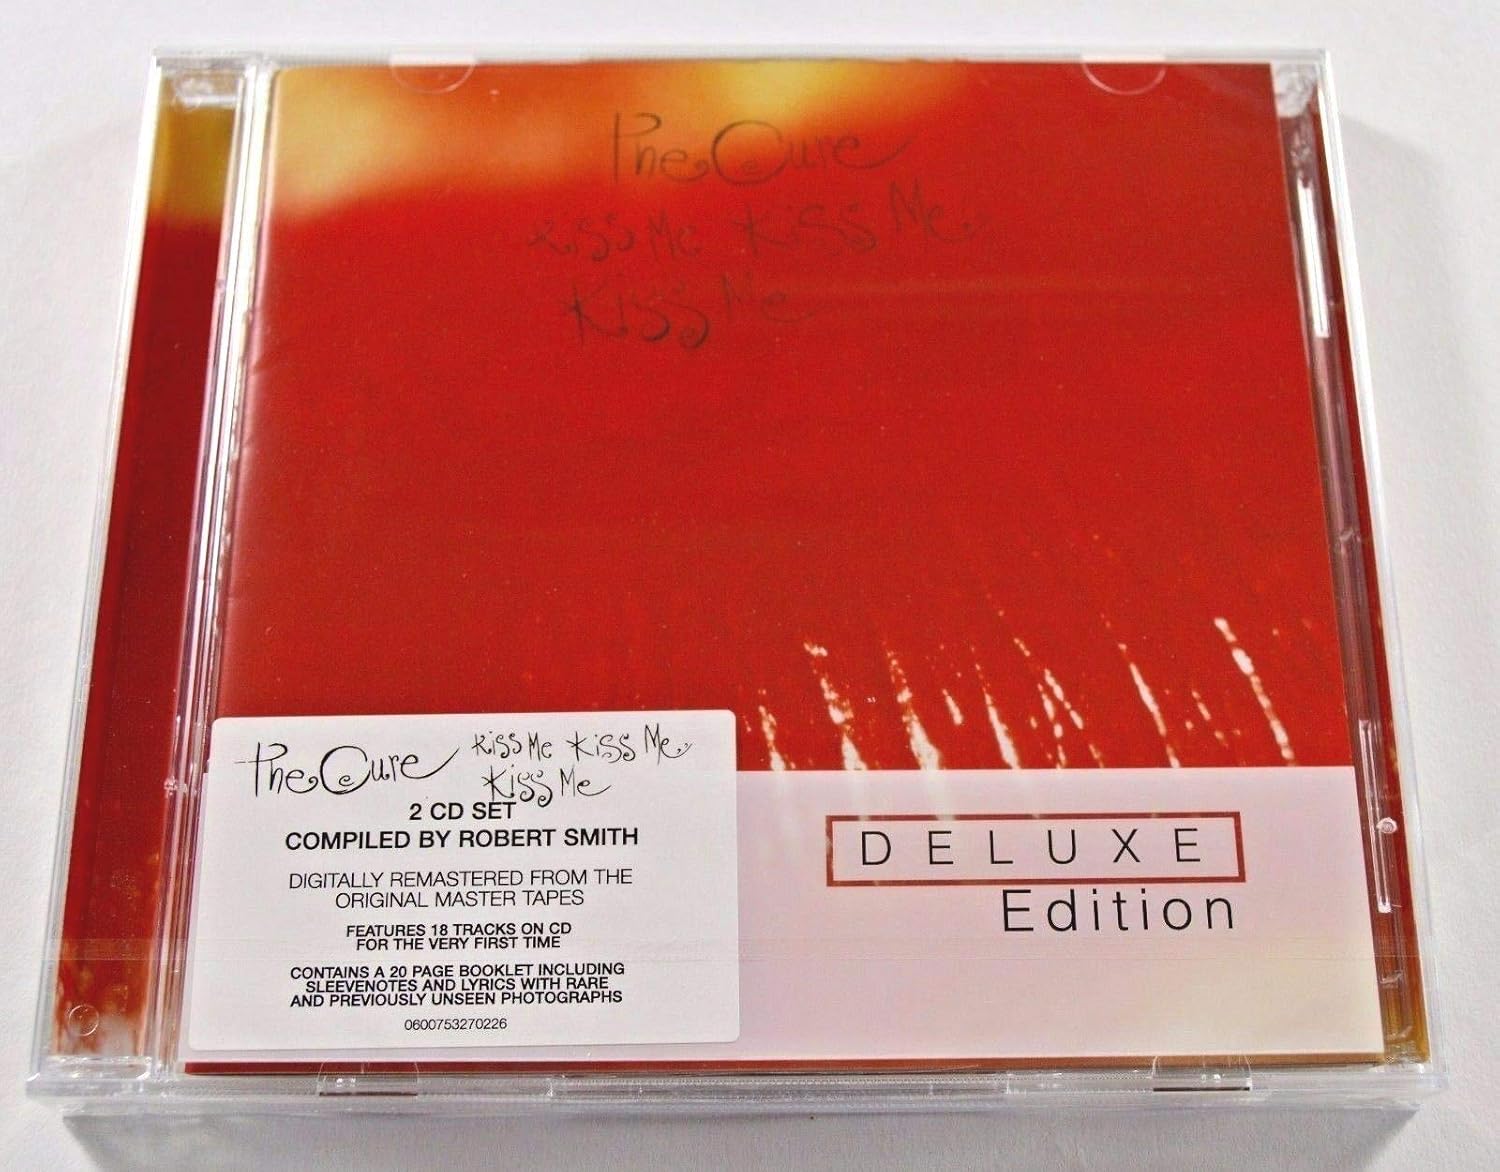 The Cure
Kiss Me Kiss Me
Kiss Me
The Cure Kiss Me Kiss Me
Kiss Me
2 CD SET
COMPILED BY ROBERT SMITH
DIGITALLY REMASTERED FROM THE
ORIGINAL MASTER TAPES
FEATURES 18 TRACKS ON CD
FOR THE VERY FIRST TIME
CONTAINS A 20 PAGE BOOKLET INCLUDING
SLEEVENOTES AND LYRICS WITH RARE
AND PREVIOUSLY UNSEEN PHOTOGRAPHS
0600753270226
DELUXE
Edition